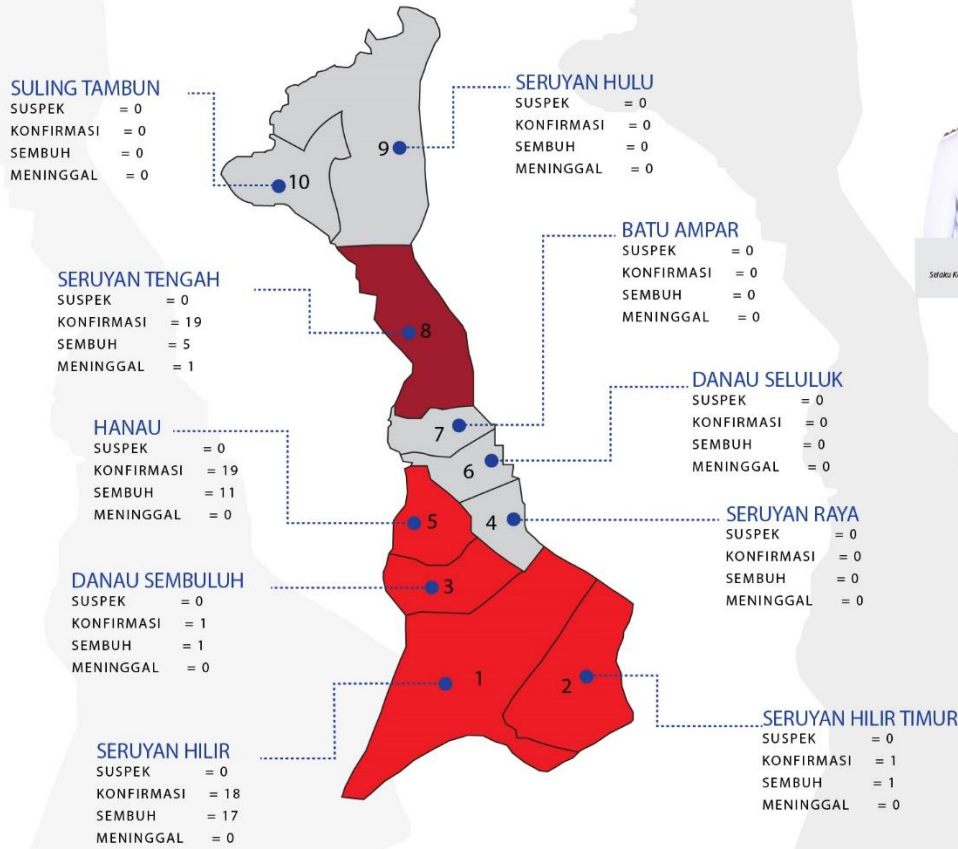 SULING TAMBUN
SUSPEK = 0
KONFIRMASI = 0
SEMBUH = 0
MENINGGAL = 0
SERUYAN HULU
SUSPEK = 0
KONFIRMASI = 0
SEMBUH = 0
MENINGGAL = 0
9
10
BATU AMPAR
SUSPEK = 0
KONFIRMASI = 0
SEMBUH = 0
MENINGGAL = 0
Selaku K
SERUYAN TENGAH
SUSPEK = 0
KONFIRMASI = 19
SEMBUH = 5
MENINGGAL = 1
8
DANAU SELULUK
SUSPEK = 0
KONFIRMASI = 0
SEMBUH = 0
MENINGGAL = 0
HANAU
SUSPEK = 0
KONFIRMASI = 19
SEMBUH = 11
MENINGGAL = 0
7
6
5
4
SERUYAN RAYA
SUSPEK = 0
KONFIRMASI = 0
SEMBUH = 0
MENINGGAL = 0
DANAU SEMBULUH
SUSPEK = 0
KONFIRMASI = 1
SEMBUH = 1
MENINGGAL = 0
3
1
2
SERUYAN HILIR
SUSPEK = 0
KONFIRMASI = 18
SEMBUH = 17
MENINGGAL = 0
SERUYAN HILIR TIMUR
SUSPEK = 0
KONFIRMASI = 1
SEMBUH = 1
MENINGGAL = 0